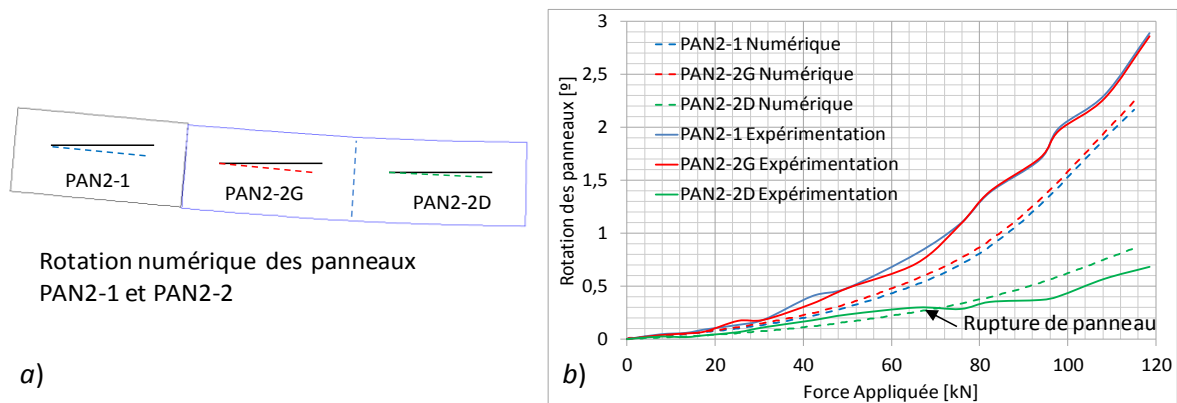 PAN2-1
PAN2-2G
PAN2-2D
Rotation numérique des panneaux
PAN2-1 et PAN2-2
a)
Rotation des panneaux [º]
3
2,5
2
1,5
1
0,5
0
PAN2-1 Numérique
PAN2-2G Numérique
PAN2-2D Numérique
PAN2-1 Expérimentation
PAN2-2G Expérimentation
PAN2-2D Expérimentation
Rupture de panneau
0 20 40 60 80 100 120
b)
Force Appliquée [kN]